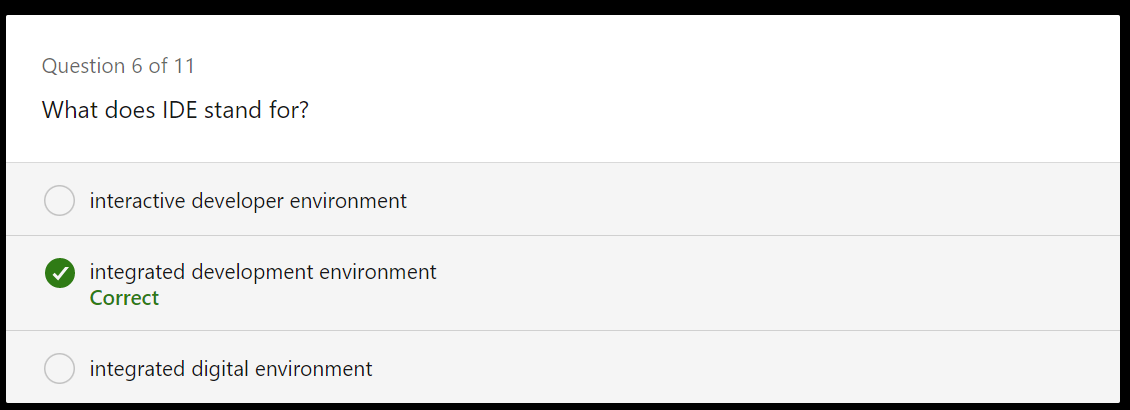 Question 6 of 11
What does IDE stand for?
interactive developer environment
integrated development environment
Correct
integrated digital environment